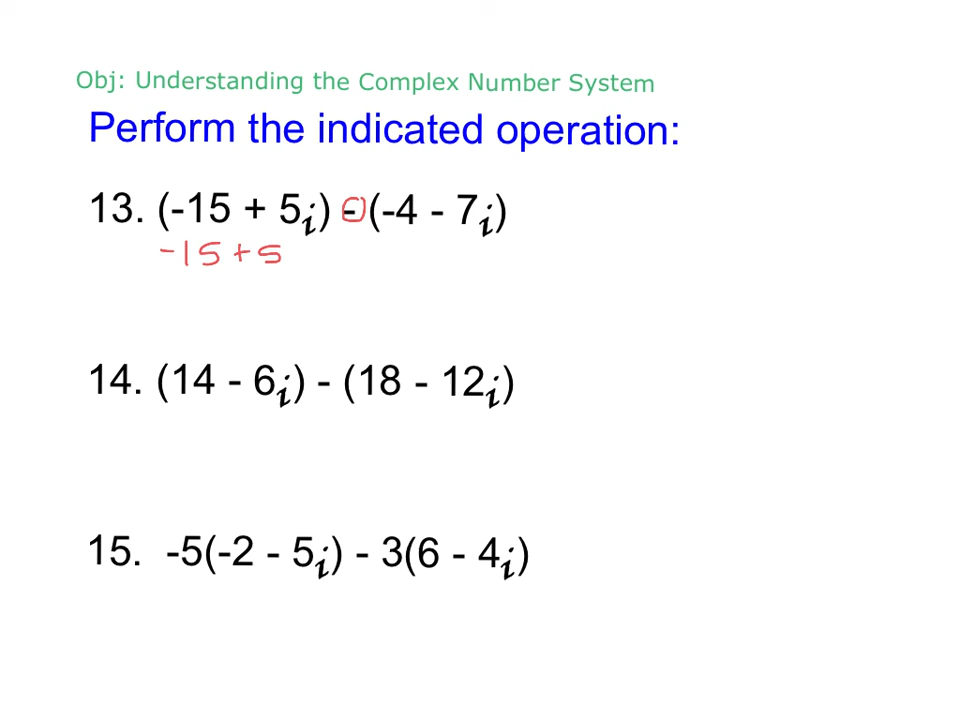 Obj: Understanding the Complex Number System
Perform the indicated operation:
13. (-15 + 5i) - (-4 - 7i)
-15 + 5
14. (14 - 6i) - (18 - 12i)
15. -5(-2 - 5i) - 3(6 - 4i)